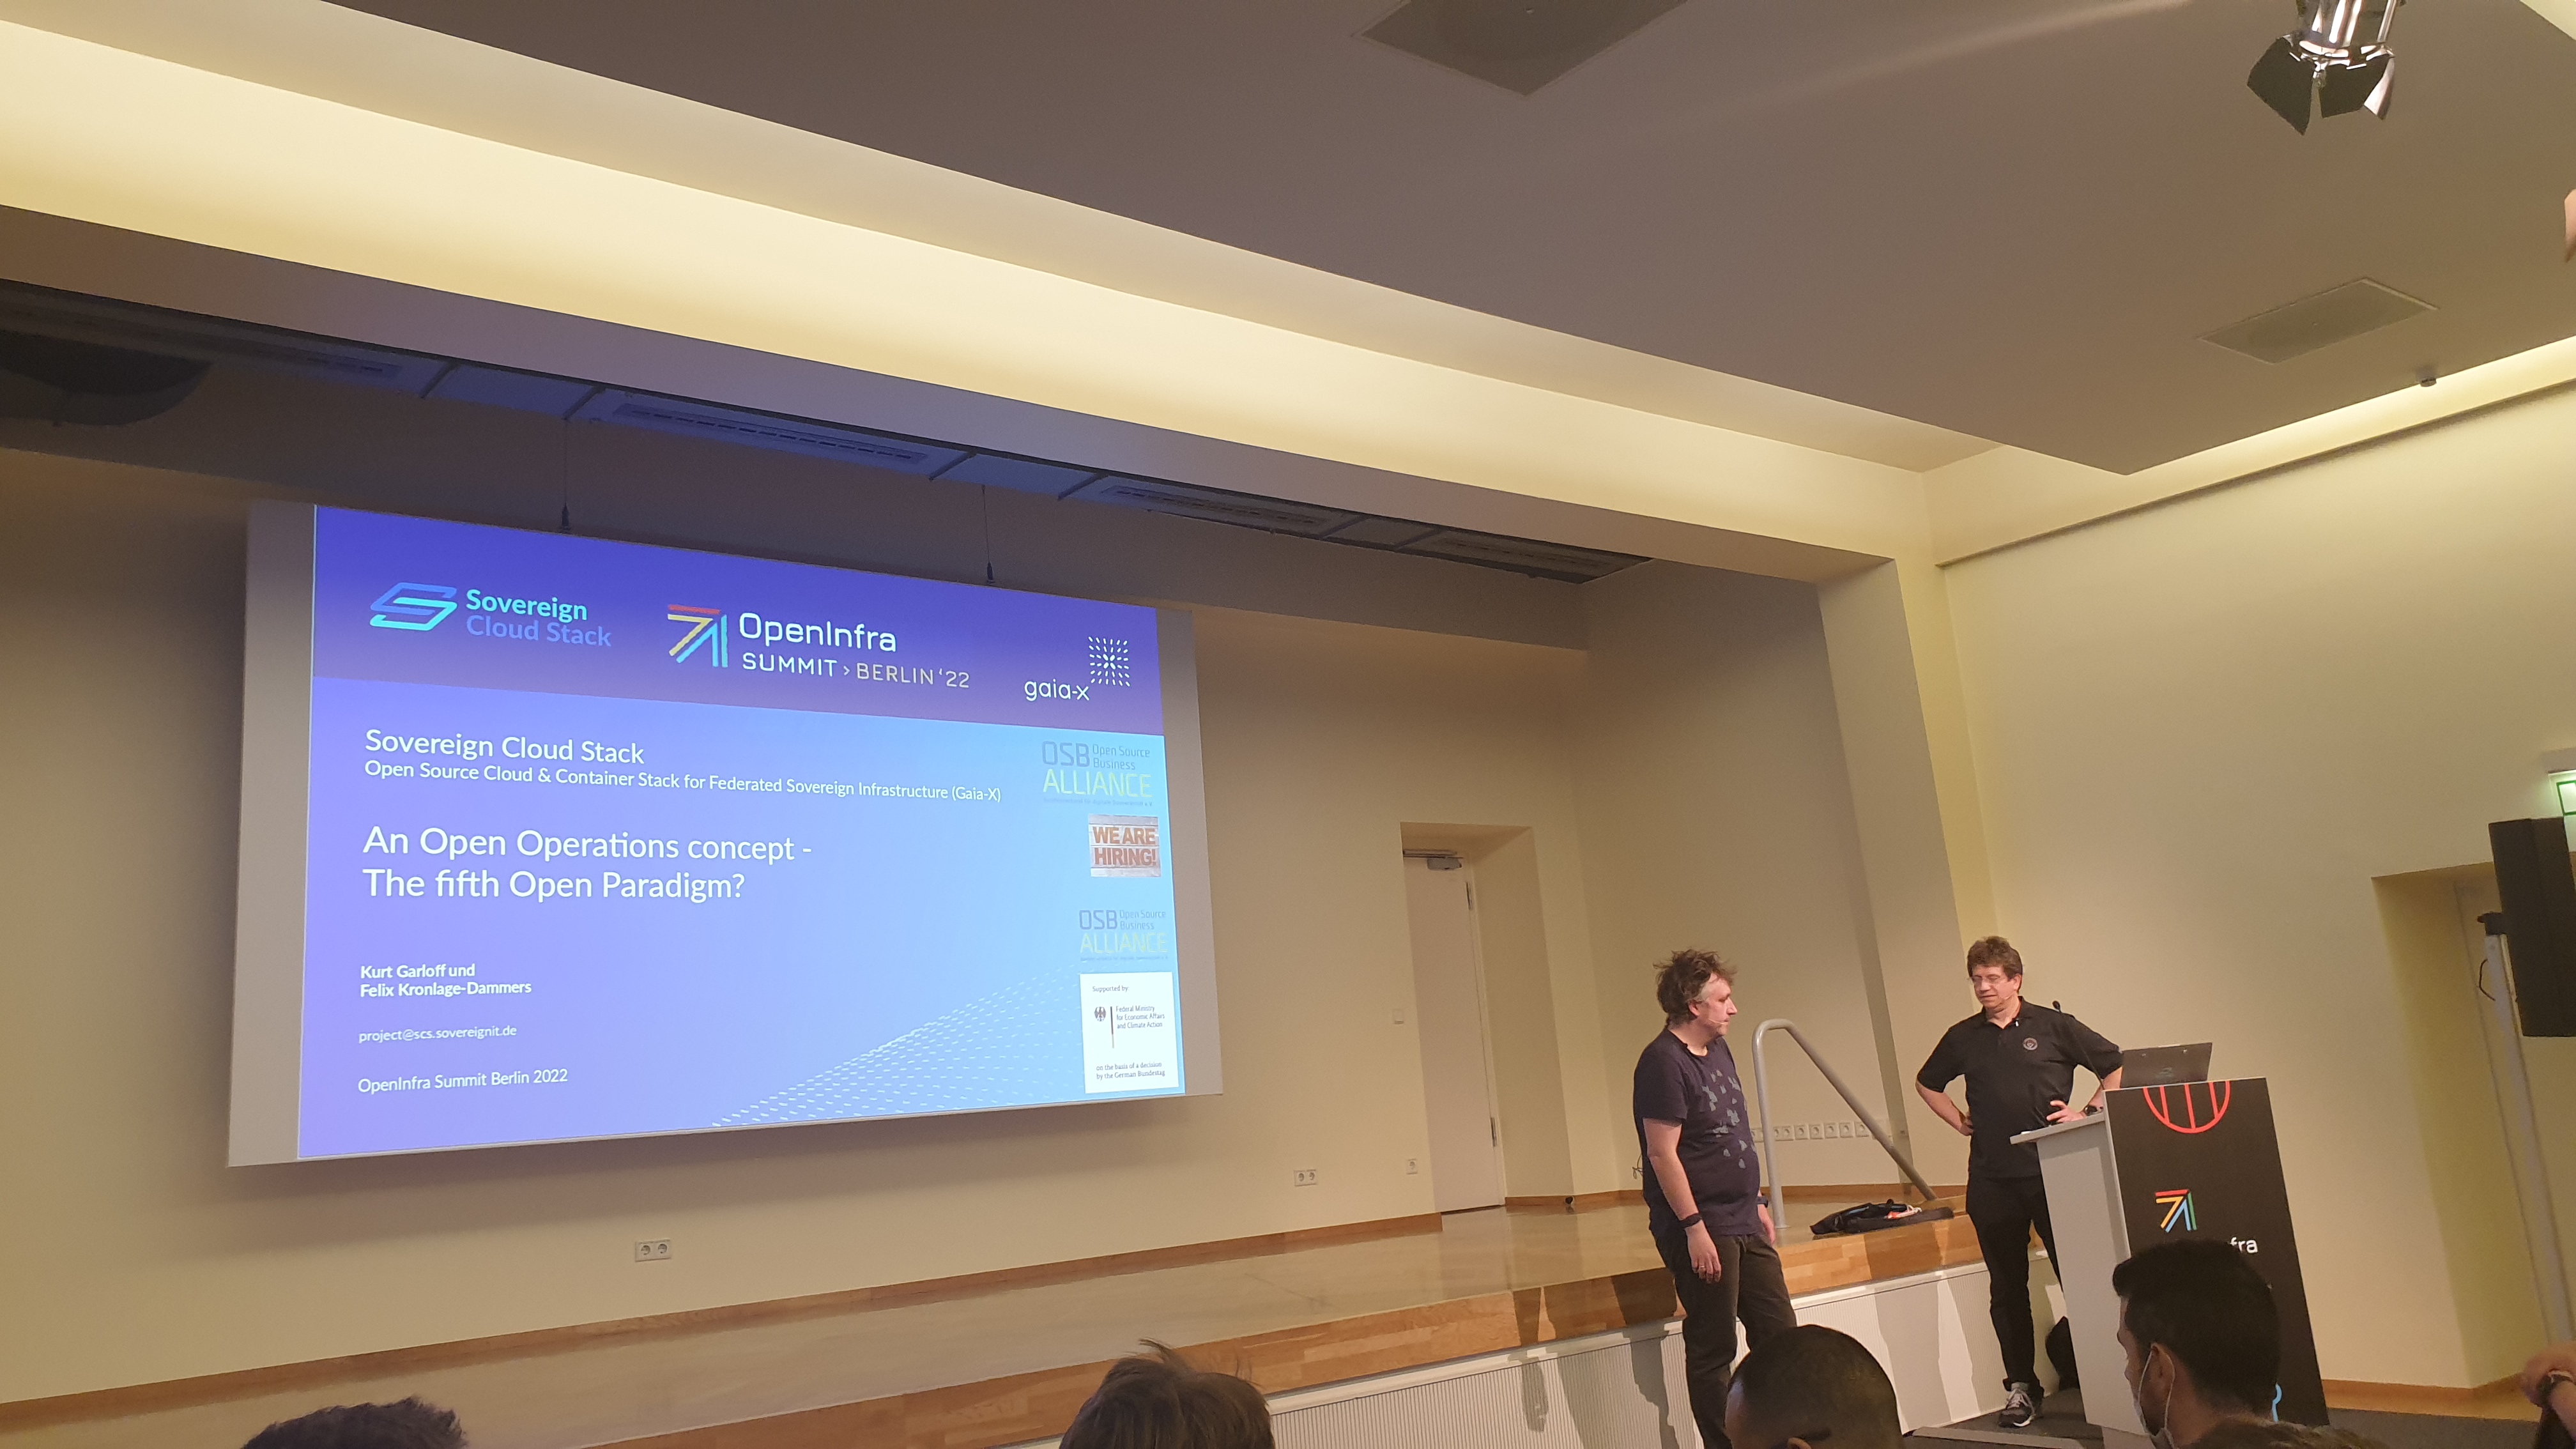 Sovereign
Cloud Stack
OpenInfra
SUMMIT > BERLIN '22
gaia-x
Sovereign Cloud Stack
Open Source Cloud & Container Stack for Federated Sovereign Infrastructure (Gaia-X)
An Open Operations concept -
The fifth Open Paradigm?
Kurt Garloff und
Felix Kronlage-Dammers
project@scs.sovereignit.de
OpenInfra Summit Berlin 2022
OSB Open Source
Business
ALLIANCE
WE ARE
HIRING!
OSB Open Source
Business
ALLIANCE
Supported by:
Federal Ministry
for Economic Affairs
and Climate Action
on the basis of a decision
by the German Bundestag
fra